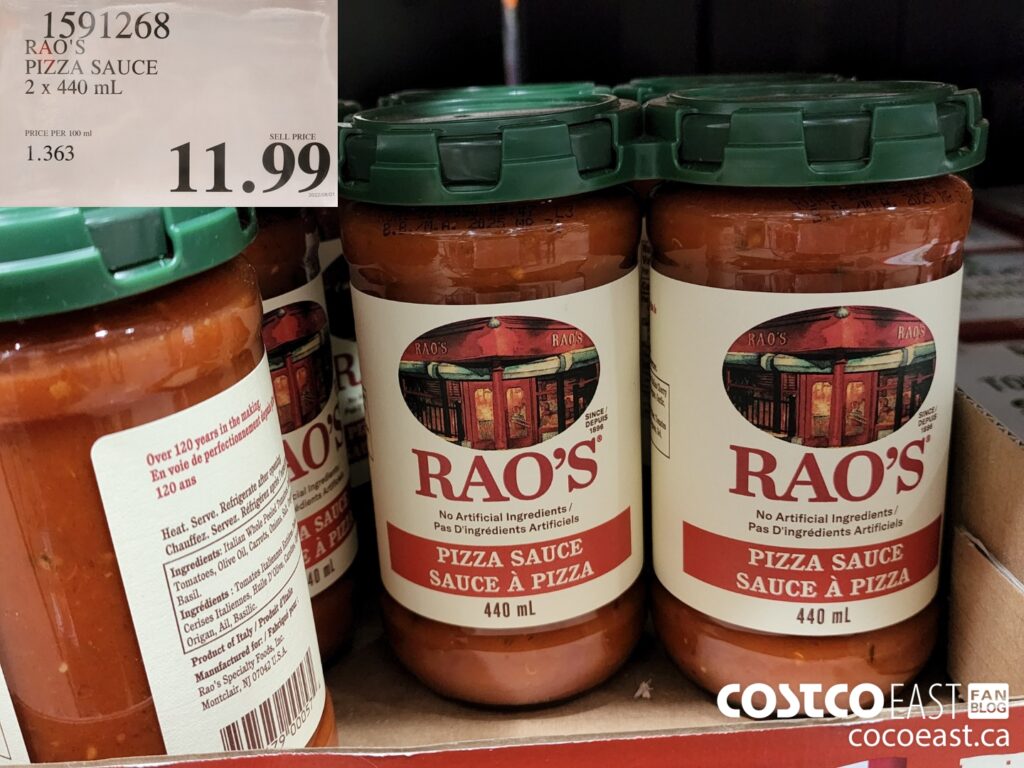 1591268
RAO'S
PIZZA SAUCE
2 x 440 mL
PRICE PER 100 ml
1.363
SELL PRICE
11.99
Over 120 years in the making
En voie de perfectionnement depuis
120 ans
Heat. Serve. Refrigerate after opening
Chauffez. Servez. Réfrigérez après
Ingredients: Italian Whole Peeled
Tomatoes, Olive Oil, Carrots, Onions,
Basil.
Ingrédients : Tomates Italiennes
Cerises Italiennes, Huile D'Olive,
Origan, Ail, Basilic.
Product of Italy / Produit d'Italie
Manufactured for: / Fabriqué pour:
Rao's Specialty Foods, Inc.
Montclair, NJ 07042 U.S.A.
RAO'S
RAO'S
SINCE/
DEPUIS
1896
RAO'S
No Artificial Ingredients/
Pas D'ingrédients Artificiels
PIZZA SAUCE
SAUCE À PIZZA
440 mL
RAO'S
RAO'S
SINCE/
DEPUIS
1896
RAO'S
No Artificial Ingredients/
Pas D'ingrédients Artificiels
PIZZA SAUCE
SAUCE À PIZZA
440 mL
COSTCO EAST FAN BLOG
cocoeast.ca